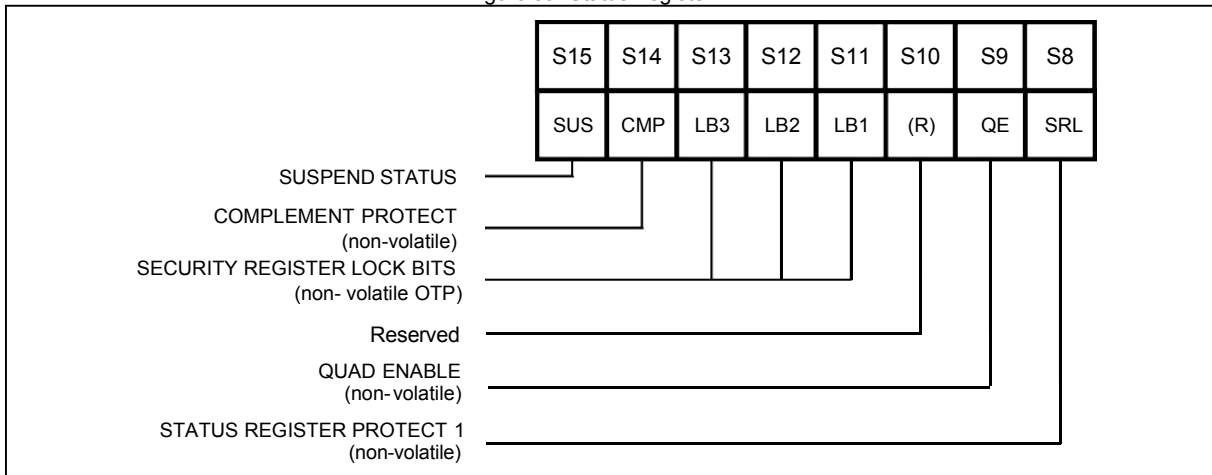 S15 S14 S13 S12 S11 S10 S9 S8
SUS CMP LB3 LB2 LB1 (R) QE SRL
SUSPEND STATUS
COMPLEMENT PROTECT
(non-volatile)
SECURITY REGISTER LOCK BITS
(non- volatile OTP)
Reserved
QUAD ENABLE
(non-volatile)
STATUS REGISTER PROTECT 1
(non-volatile)